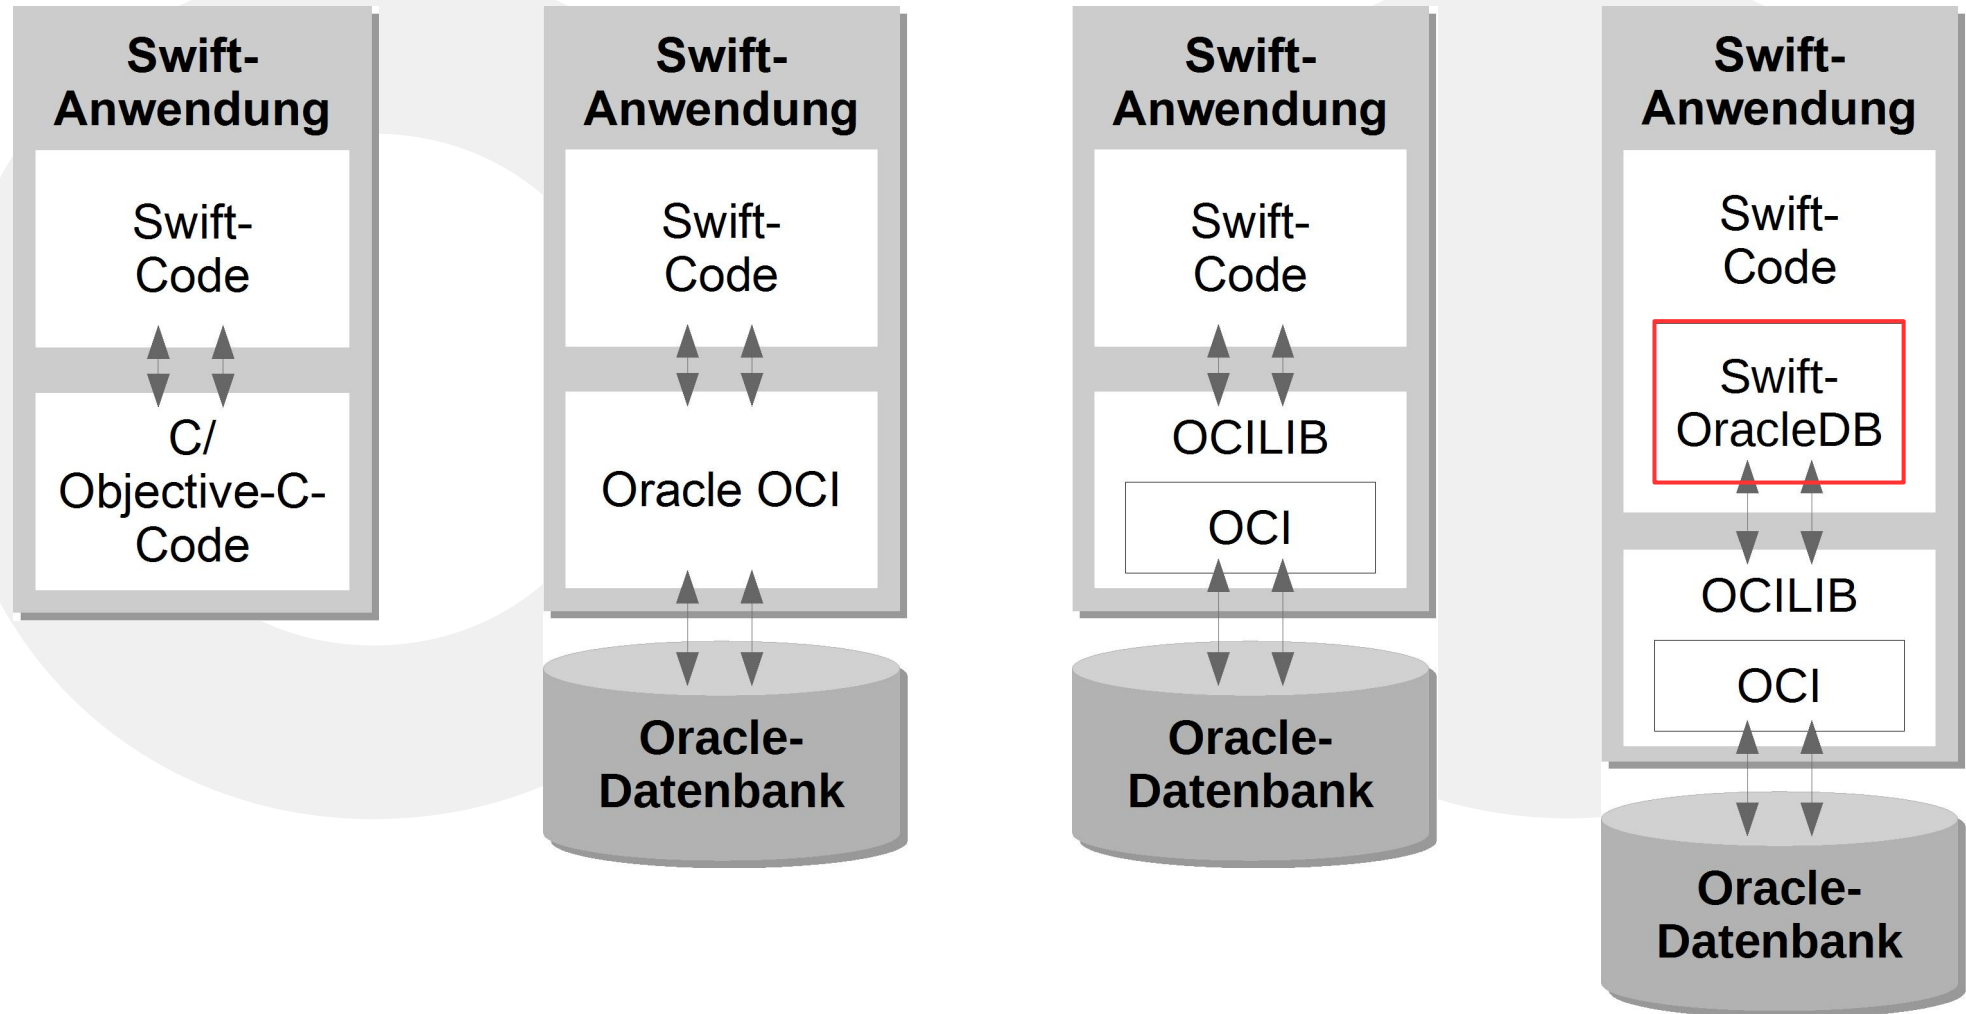 Swift-
Anwendung
Swift-
Code
C/
Objective-C-
Code
Swift-
Anwendung
Swift-
Code
Oracle OCI
Oracle-
Datenbank
Swift-
Anwendung
Swift-
Code
OCILIB
OCI
Oracle-
Datenbank
Swift-
Anwendung
Swift-
Code
Swift-
OracleDB
OCILIB
OCI
Oracle-
Datenbank